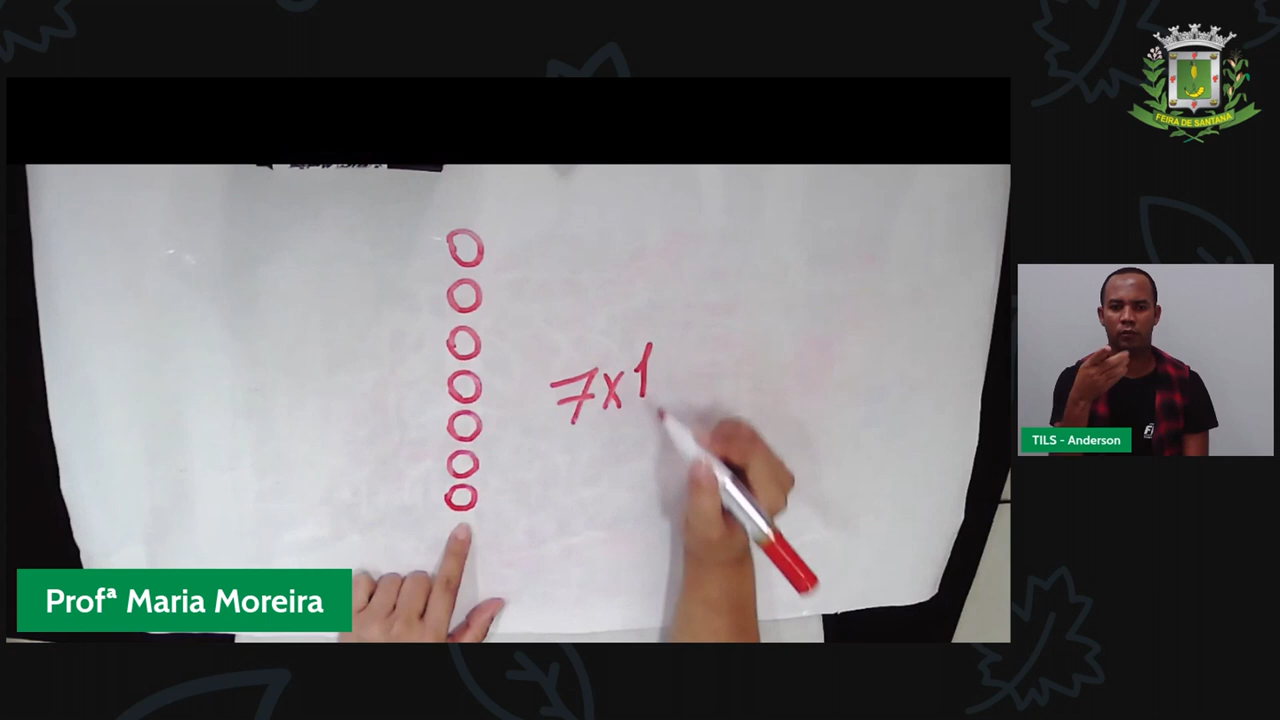 FEIRA DE SANTANA
7x1
TILS - Anderson
Profª Maria Moreira